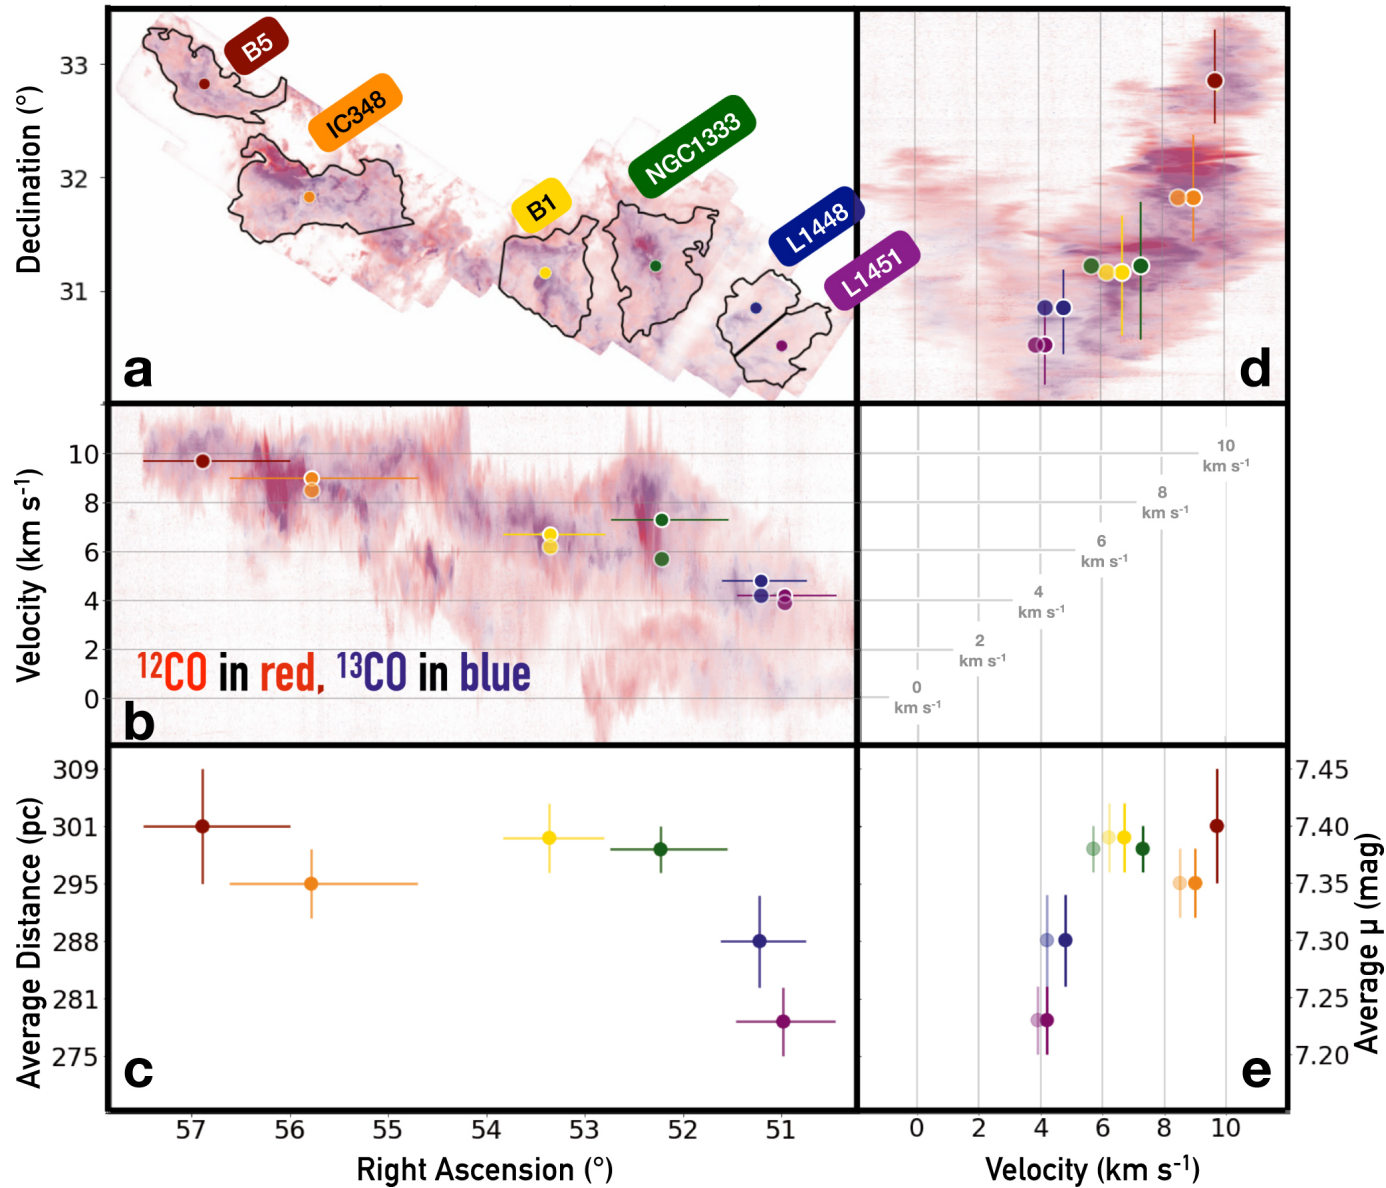 Declination (°)
33
32
31
B5
IC348
B1
NGC1333
L1448
L1451
a
d
Velocity (km s-1)
10
8
6
4
2
0
12CO in red, 13CO in blue
b
10
km s-1
8
km s-1
6
km s-1
4
km s-1
2
km s-1
0
km s-1
Average Distance (pc)
309
301
295
288
281
275
c
e
7.45
7.40
7.35
7.30
7.25
7.20
Average μ (mag)
57 56 55 54 53 52 51
Right Ascension (°)
0 2 4 6 8 10
Velocity (km s-1)